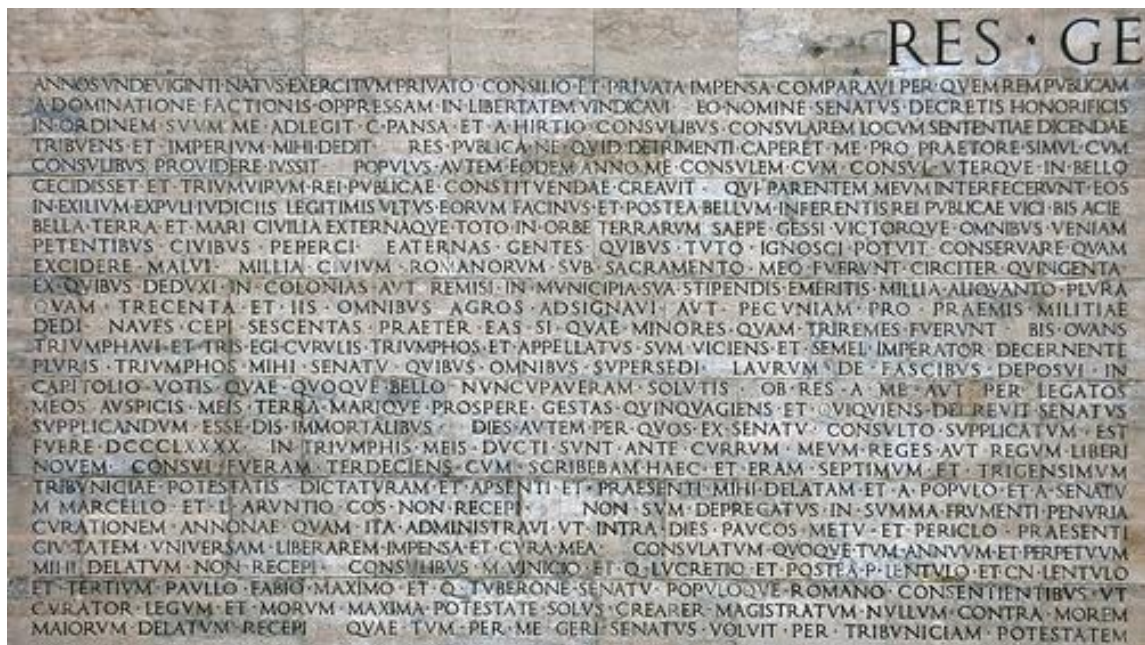 RES · GE
ANNOS·VNDEVIGINTI·NATVS·EXERCITVM·PRIVATO·CONSILIO·ET·PRIVATA·IMPENSA·COMPARAVI·PER·QVEM·REM·PVBLICAM
A·DOMINATIONE·FACTIONIS·OPPRESSAM·IN·LIBERTATEM·VINDICAVI EO·NOMINE·SENATVS·DECRETIS·HONORIFICIS
IN·ORDINEM·SVVM·ME·ADLEGIT·C·PANSA·ET·A·HIRTIO·CONSVLIBVS·CONSVLAREM·LOCVM·SENTENTIAE·DICENDAE
TRIBVENS·ET·IMPERIVM·MIHI·DEDIT RES·PVBLICA·NE·QVID·DETRIMENTI·CAPERET·ME·PRO·PRAETORE·SIMVL·CVM
CONSVLIBVS·PROVIDERE·IVSSIT POPVLVS·AVTEM·EODEM·ANNO·ME·CONSVLEM·CVM·CONSVL·VTERQVE·IN·BELLO
CECIDISSET·ET·TRIVMVIRVM·REI·PVBLICAE·CONSTITVENDAE·CREAVIT· QVI·PARENTEM·MEVM·INTERFECERVNT·EOS
IN·EXILIVM·EXPVLI·IVDICIIS·LEGITIMIS·VLTVS·EORVM·FACINVS·ET·POSTEA·BELLVM·INFERENTIS·REI·PVBLICAE·VICI·BIS·ACIE
BELLA·TERRA·ET·MARI·CIVILIA·EXTERNAQVE·TOTO·IN·ORBE·TERRARVM·SAEPE·GESSI·VICTORQVE·OMNIBVS·VENIAM
PETENTIBVS·CIVIBVS·PEPERCI· EATERNAS·GENTES·QVIBVS·TVTO·IGNOSCI·POTVIT·CONSERVARE·QVAM
EXCIDERE·MALVI· MILLIA·CIVIVM·ROMANORVM·SVB·SACRAMENTO·MEO·FVERVNT·CIRCITER·QVINGENTA
EX·QVIBVS·DEDVXI·IN·COLONIAS·AVT·REMISI·IN·MVNICIPIA·SVA·STIPENDIS·EMERITIS·MILLIA·ALIQVANTO·PLVRA
QVAM·TRECENTA·ET·IIS·OMNIBVS·AGROS·ADSIGNAVI·AVT·PECVNIAM·PRO·PRAEMIS·MILITIAE
DEDI· NAVES·CEPI·SESCENTAS·PRAETER·EAS·SI·QVAE·MINORES·QVAM·TRIREMES·FVERVNT· BIS·OVANS
TRIVMPHAVI·ET·TRIS·EGI·CVRVLIS·TRIVMPHOS·ET·APPELLATVS·SVM·VICIENS·ET·SEMEL·IMPERATOR·DECERNENTE
PLVRIS·TRIVMPHOS·MIHI·SENATV·QVIBVS·OMNIBVS·SVPERSEDI· LAVRVM·DE·FASCIBVS·DEPOSVI·IN
CAPITOLIO·VOTIS·QVAE·QVOQVE·BELLO·NVNCVPAVERAM·SOLVTIS· OB·RES·A·ME·AVT·PER·LEGATOS
MEOS·AVSPICIS·MEIS·TERRA·MARIQVE·PROSPERE·GESTAS·QVINQVAGIENS·ET·QVIQVIENS·DECREVIT·SENATVS
SVPPLICANDVM·ESSE·DIS·IMMORTALIBVS· DIES·AVTEM·PER·QVOS·EX·SENATV·CONSVLTO·SVPPLICATVM·EST
FVERE·DCCCLXXXX· IN·TRIVMPHIS·MEIS·DVCTI·SVNT·ANTE·CVRRVM·MEVM·REGES·AVT·REGVM·LIBERI
NOVEM· CONSVL·FVERAM·TERDECIENS·CVM·SCRIBEBAM·HAEC·ET·ERAM·SEPTIMVM·ET·TRIGENSIMVM
TRIBVNICIAE·POTESTATIS DICTATVRAM·ET·APSENTI·ET·PRAESENTI·MIHI·DELATAM·ET·A·POPVLO·ET·A·SENATV
M·MARCELLO·ET·L·ARVNTIO·COS·NON·RECEPI· NON·SVM·DEPREGATVS·IN·SVMMA·FRVMENTI·PENVRIA
CVRATIONEM·ANNONAE·QVAM·ITA·ADMINISTRAVI·VT·INTRA·DIES·PAVCOS·METV·ET·PERICLO·PRAESENTI
CIVITATEM·VNIVERSAM·LIBERAREM·IMPENSA·ET·CVRA·MEA· CONSVLATVM·QVOQVE·TVM·ANNVVM·ET·PERPETVVM
MIHI·DELATVM·NON·RECEPI· CONSVLIBVS·M·VINICIO·ET·Q·LVCRETIO·ET·POSTEA·P·LENTVLO·ET·CN·LENTVLO
ET·TERTIVM·PAVLLO·FABIO·MAXIMO·ET·Q·TVBERONE·SENATV·POPVLOQVE·ROMANO·CONSENTIENTIBVS·VT
CVRATOR·LEGVM·ET·MORVM·MAXIMA·POTESTATE·SOLVS·CREARER·MAGISTRATVM·NVLLVM·CONTRA·MOREM
MAIORVM·DELATVM·RECEPI QVAE·TVM·PER·ME·GERI·SENATVS·VOLVIT·PER·TRIBVNICIAM·POTESTATEM